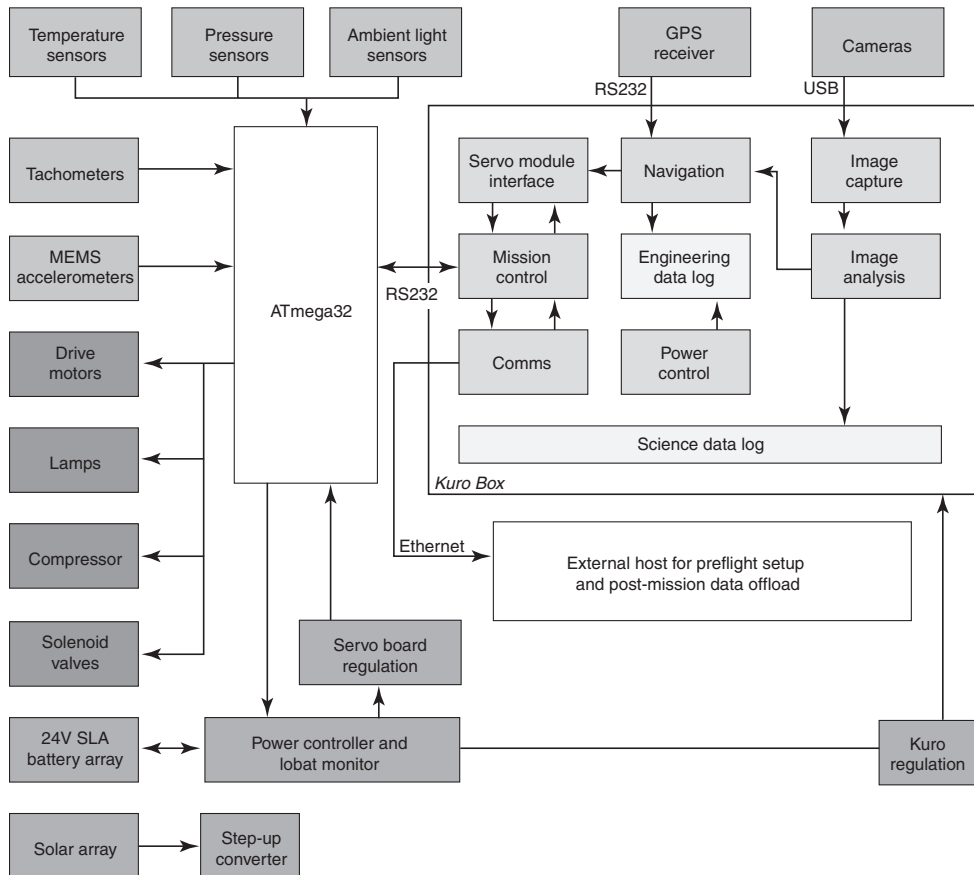 Temperature
sensors
Pressure
sensors
Ambient light
sensors
GPS
receiver
Cameras
RS232
USB
Tachometers
Servo module
interface
Navigation
Image
capture
MEMS
accelerometers
ATmega32
RS232
Mission
control
Engineering
data log
Image
analysis
Drive
motors
Comms
Power
control
Lamps
Science data log
Kuro Box
Compressor
Ethernet
External host for preflight setup
and post-mission data offload
Solenoid
valves
Servo board
regulation
24V SLA
battery array
Power controller and
lobat monitor
Kuro
regulation
Solar array
Step-up
converter